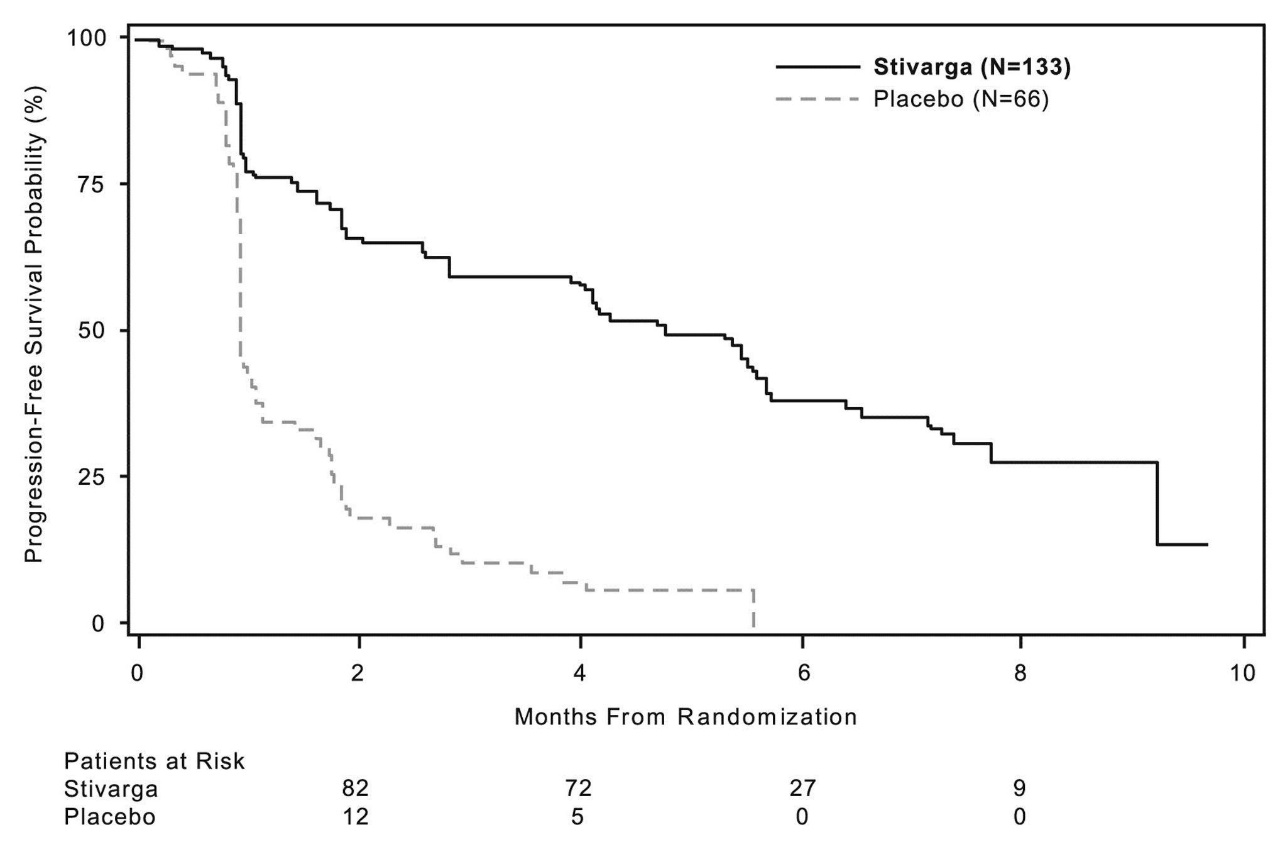 100
75
50
25
0
Progression-Free Survival Probability (%)
Stivarga (N=133)
Placebo (N=66)
0 2 4 6 8 10
Months From Randomization
Patients at Risk
Stivarga 82 72 27 9
Placebo 12 5 0 0